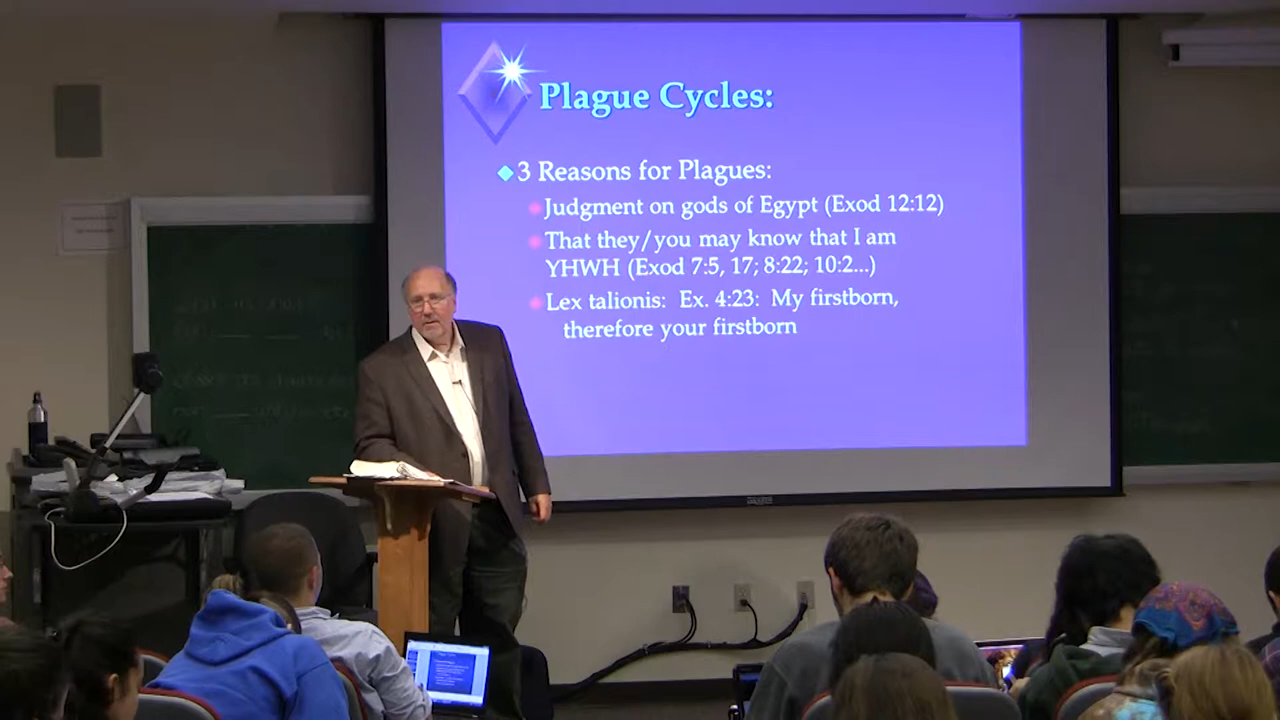 Plague Cycles:
3 Reasons for Plagues:
Judgment on gods of Egypt (Exod 12:12)
That they/you may know that I am
YHWH (Exod 7:5, 17; 8:22; 10:2...)
Lex talionis: Ex. 4:23: My firstborn,
therefore your firstborn